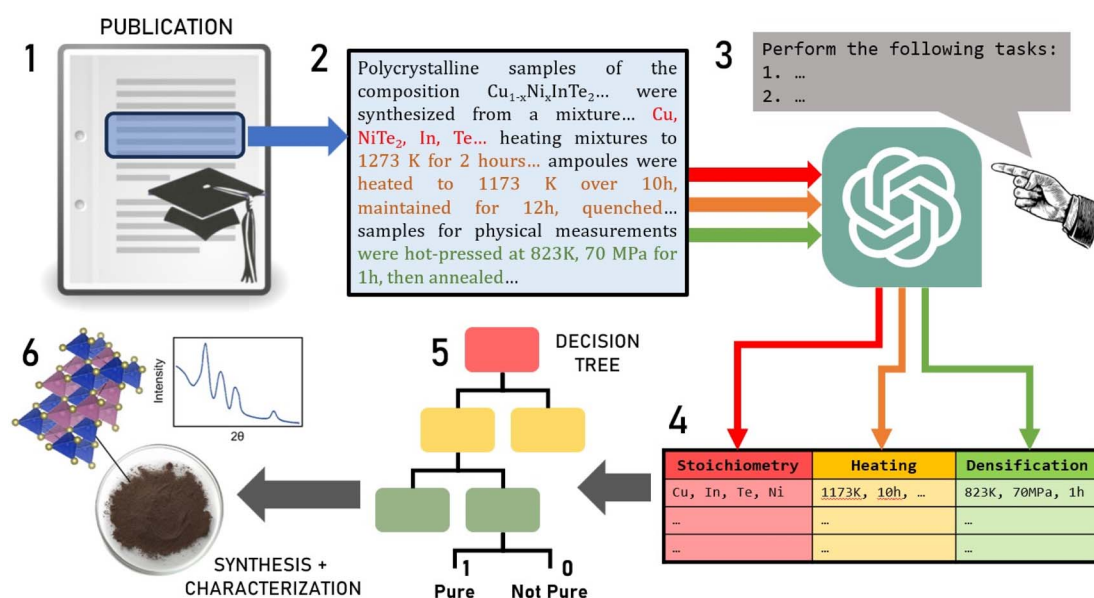 PUBLICATION
1
2
Polycrystalline samples of the
composition Cu1-xNixInTe2... were
synthesized from a mixture... Cu,
NiTe2, In, Te... heating mixtures to
1273 K for 2 hours... ampoules were
heated to 1173 K over 10h,
maintained for 12h, quenched...
samples for physical measurements
were hot-pressed at 823K, 70 MPa for
1h, then annealed...
3
Perform the following tasks:
1. ...
2. ...
4
Stoichiometry Heating Densification
Cu, In, Te, Ni 1173K, 10h, ... 823K, 70MPa, 1h
... ... ...
... ... ...
5
DECISION
TREE
1 0
Pure Not Pure
6
Intensity
2θ
SYNTHESIS +
CHARACTERIZATION